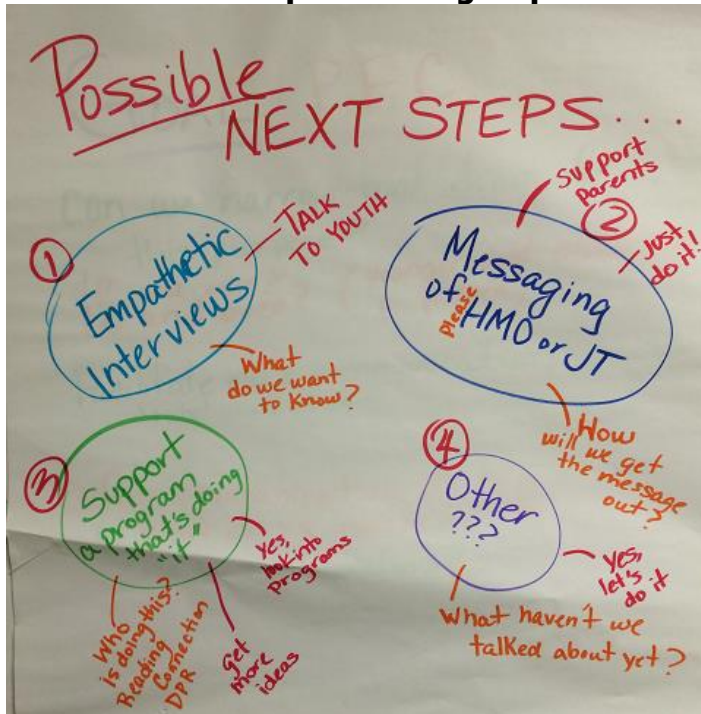 Possible
NEXT STEPS...
①
Empathetic
Interviews
TALK
TO YOUTH
What
do we want
to know?
②
Messaging
of HMO or JT
Please
Support
Parents
Just
do it!
How
will we get
the message
out?
③
Support
a program
that's doing
"it"
Yes,
look into
programs
Get
more
ideas
Who
is doing this?
Reading
Connection
DPR
④
Other
???
Yes,
let's
do it
What haven't we
talked about yet?